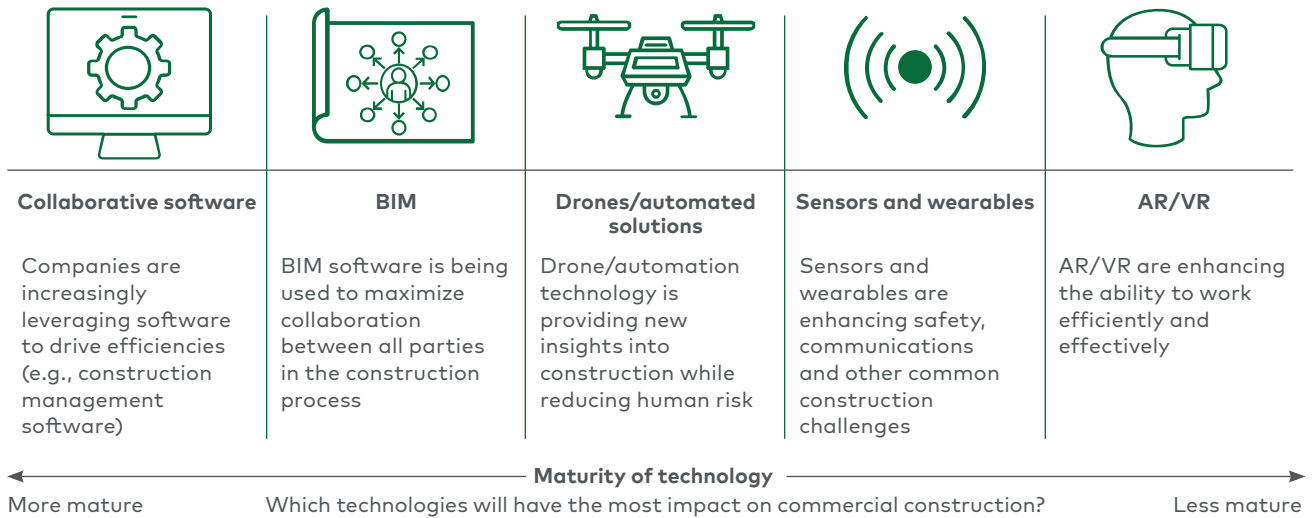 Collaborative software
Companies are
increasingly
leveraging software
to drive efficiencies
(e.g., construction
management
software)
BIM
BIM software is being
used to maximize
collaboration
between all parties
in the construction
process
Drones/automated
solutions
Drone/automation
technology is
providing new
insights into
construction while
reducing human risk
Sensors and wearables
Sensors and
wearables are
enhancing safety,
communications
and other common
construction
challenges
AR/VR
AR/VR are enhancing
the ability to work
efficiently and
effectively
Maturity of technology
More mature
Which technologies will have the most impact on commercial construction?
Less mature